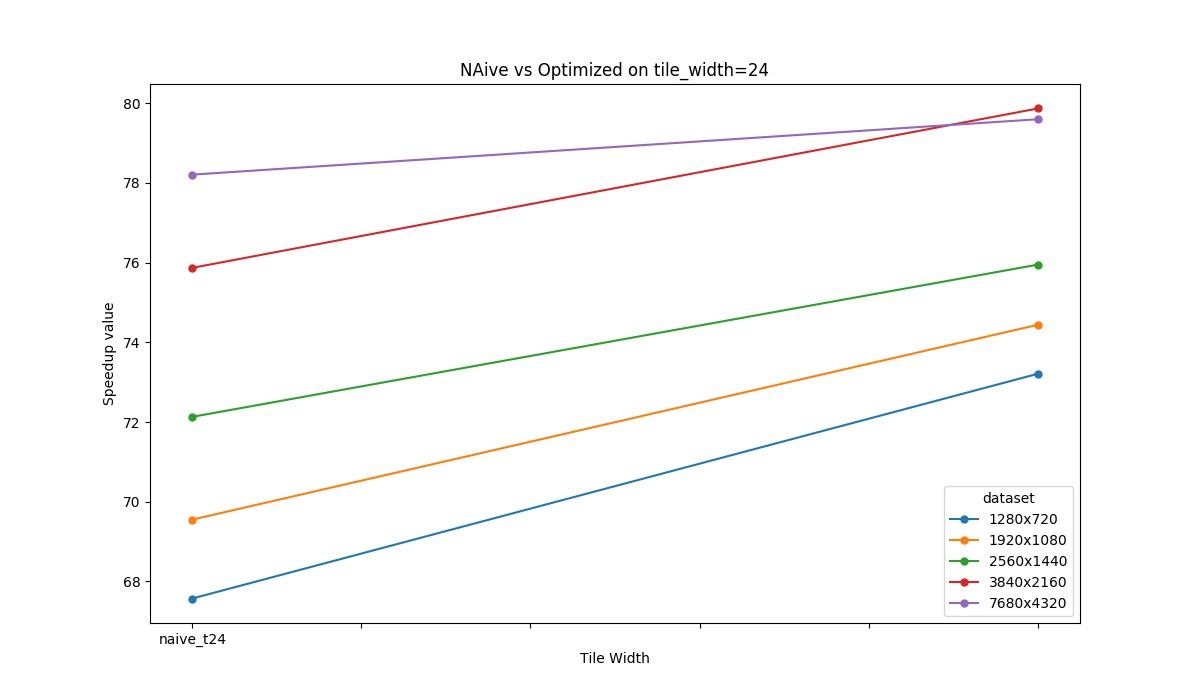 NAive vs Optimized on tile_width=24
80
78
76
74
72
70
68
Speedup value
naive_t24
Tile Width
dataset
1280x720
1920x1080
2560x1440
3840x2160
7680x4320